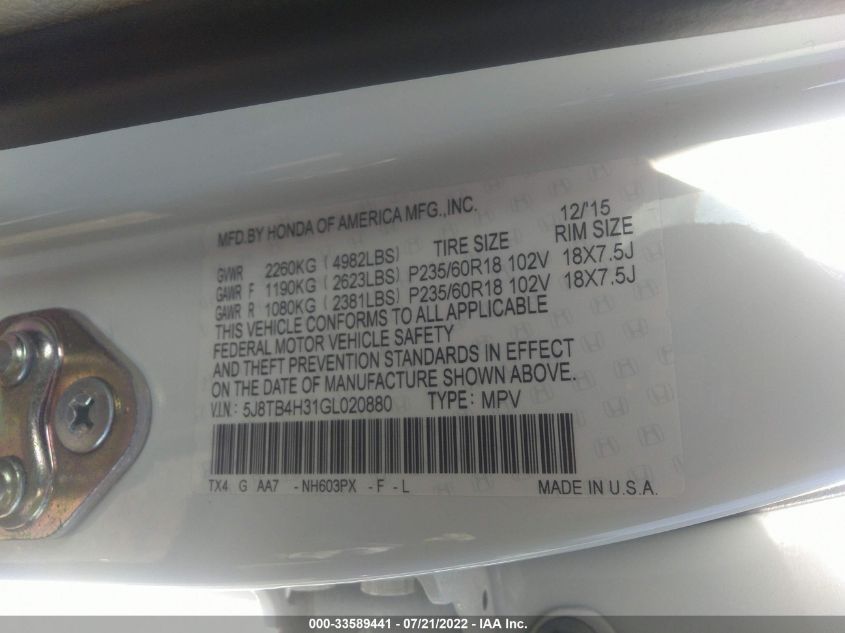 MFD.BY HONDA OF AMERICA MFG.,INC. 12/'15
TIRE SIZE RIM SIZE
GVWR 2260KG (4982LBS)
GAWR F 1190KG (2623LBS) P235/60R18 102V 18X7.5J
GAWR R 1080KG (2381LBS) P235/60R18 102V 18X7.5J
THIS VEHICLE CONFORMS TO ALL APPLICABLE
FEDERAL MOTOR VEHICLE SAFETY
AND THEFT PREVENTION STANDARDS IN EFFECT
ON THE DATE OF MANUFACTURE SHOWN ABOVE.
V.I.N.: 5J8TB4H31GL020880 TYPE: MPV
TX4 G AA7 -NH603PX -F -L MADE IN U.S.A.
000-33589441 - 07/21/2022 - IAA Inc.